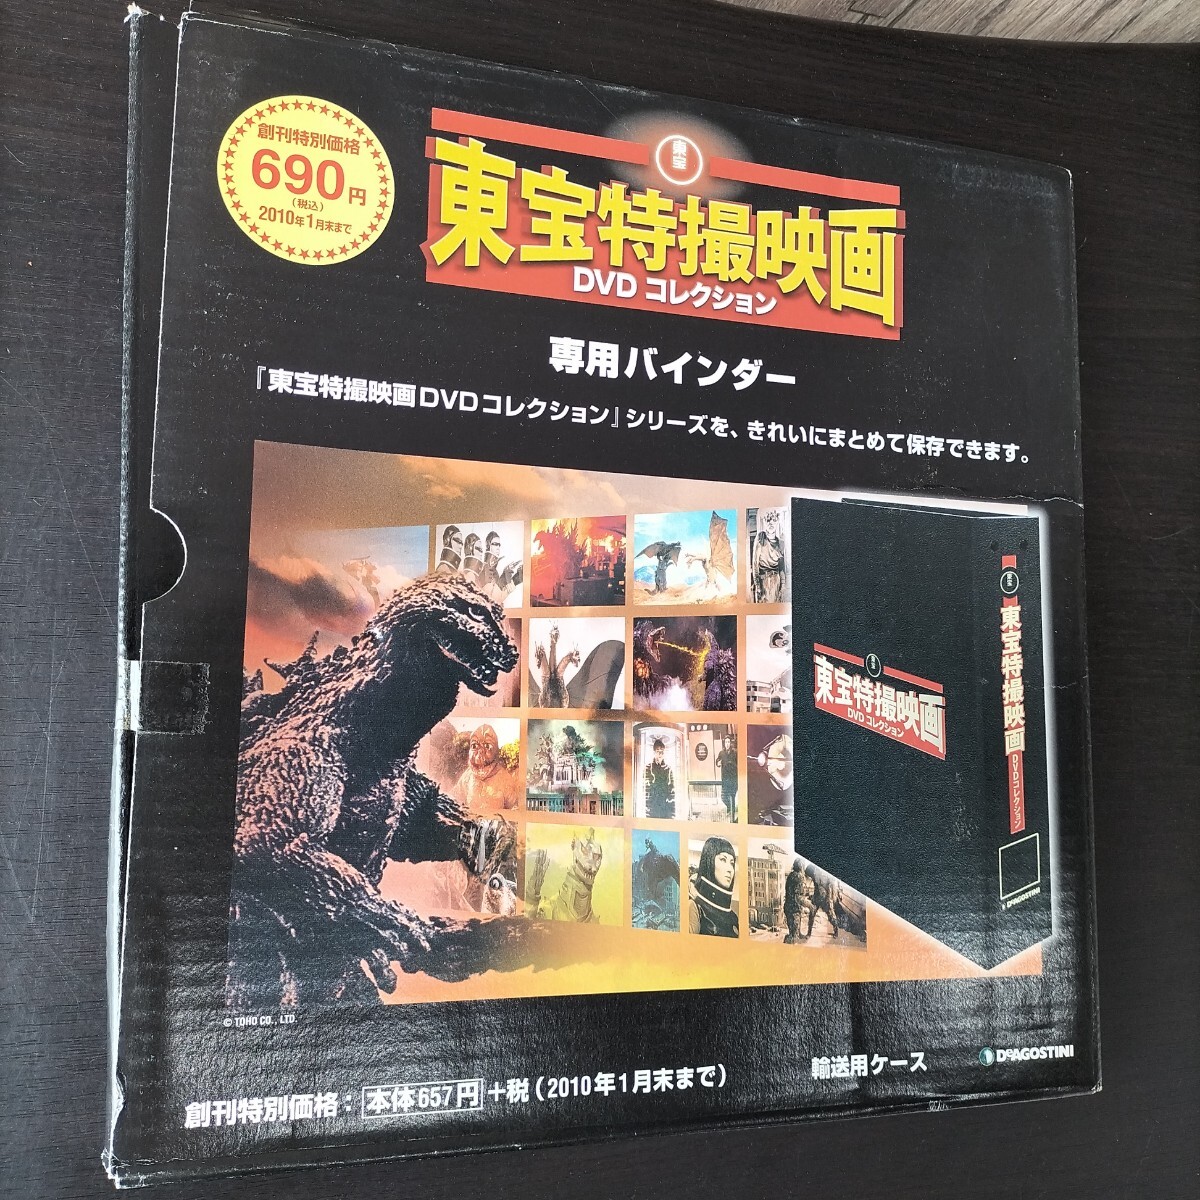 創刊特別価格
690円
(税込)
2010年1月末まで
東宝
東宝特撮映画
DVD コレクション
専用バインダー
『東宝特撮映画DVDコレクション』シリーズを、きれいにまとめて保存できます。
東宝
東宝特撮映画
DVD コレクション
東宝
東宝特撮映画
DVDコレクション
DeAGOSTINI
© TOHO CO., LTD.
輸送用ケース
DeAGOSTINI
創刊特別価格：本体657円+税（2010年1月末まで）